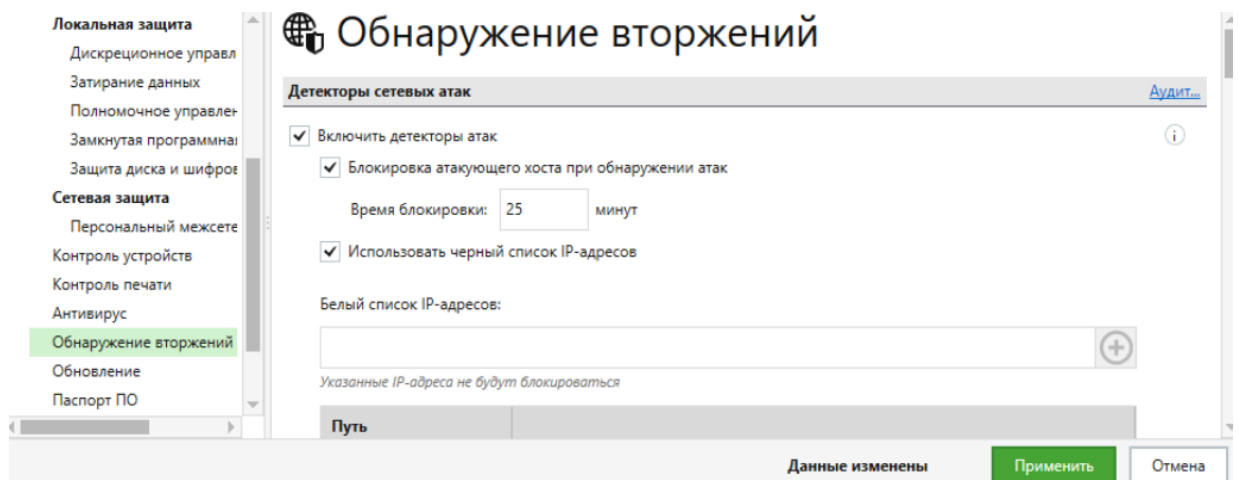 Локальная защита
Дискреционное управл
Затирание данных
Полномочное управлен
Замкнутая программная
Защита диска и шифров
Сетевая защита
Персональный межсете
Контроль устройств
Контроль печати
Антивирус
Обнаружение вторжений
Обновление
Паспорт ПО
Обнаружение вторжений
Детекторы сетевых атак
Аудит...
Включить детекторы атак
Блокировка атакующего хоста при обнаружении атак
Время блокировки: 25 минут
Использовать черный список IP-адресов
Белый список IP-адресов:
Указанные IP-адреса не будут блокироваться
Путь
Данные изменены
Применить
Отмена